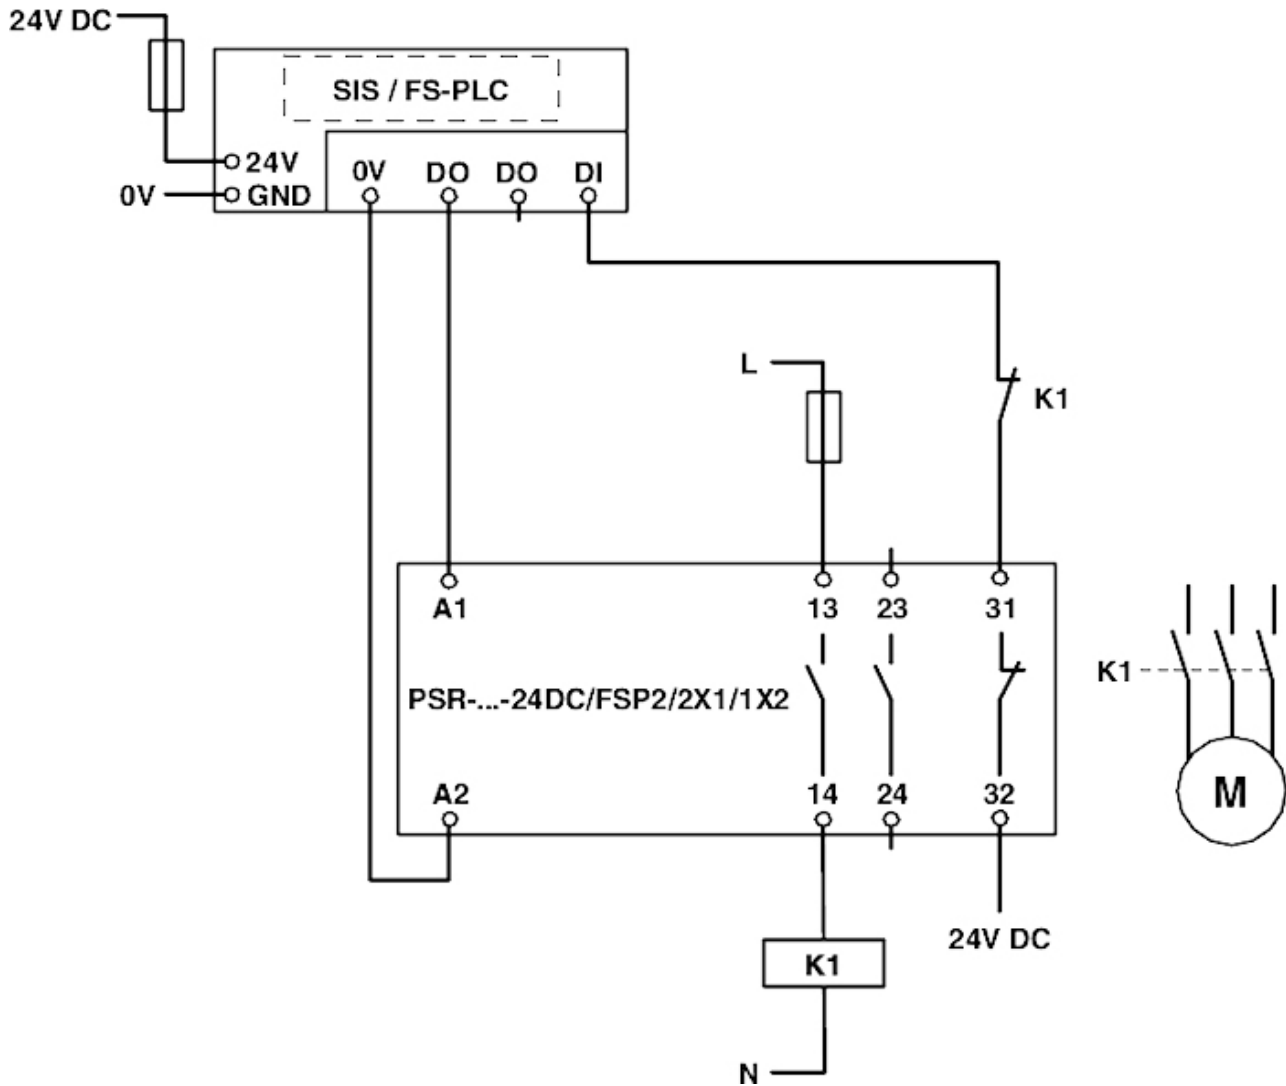 24V DC
SIS / FS-PLC
24V
0V
GND
0V DO DO DI
L
K1
A1 13 23 31
PSR-...-24DC/FSP2/2X1/1X2
K1
A2 14 24 32
M
24V DC
K1
N